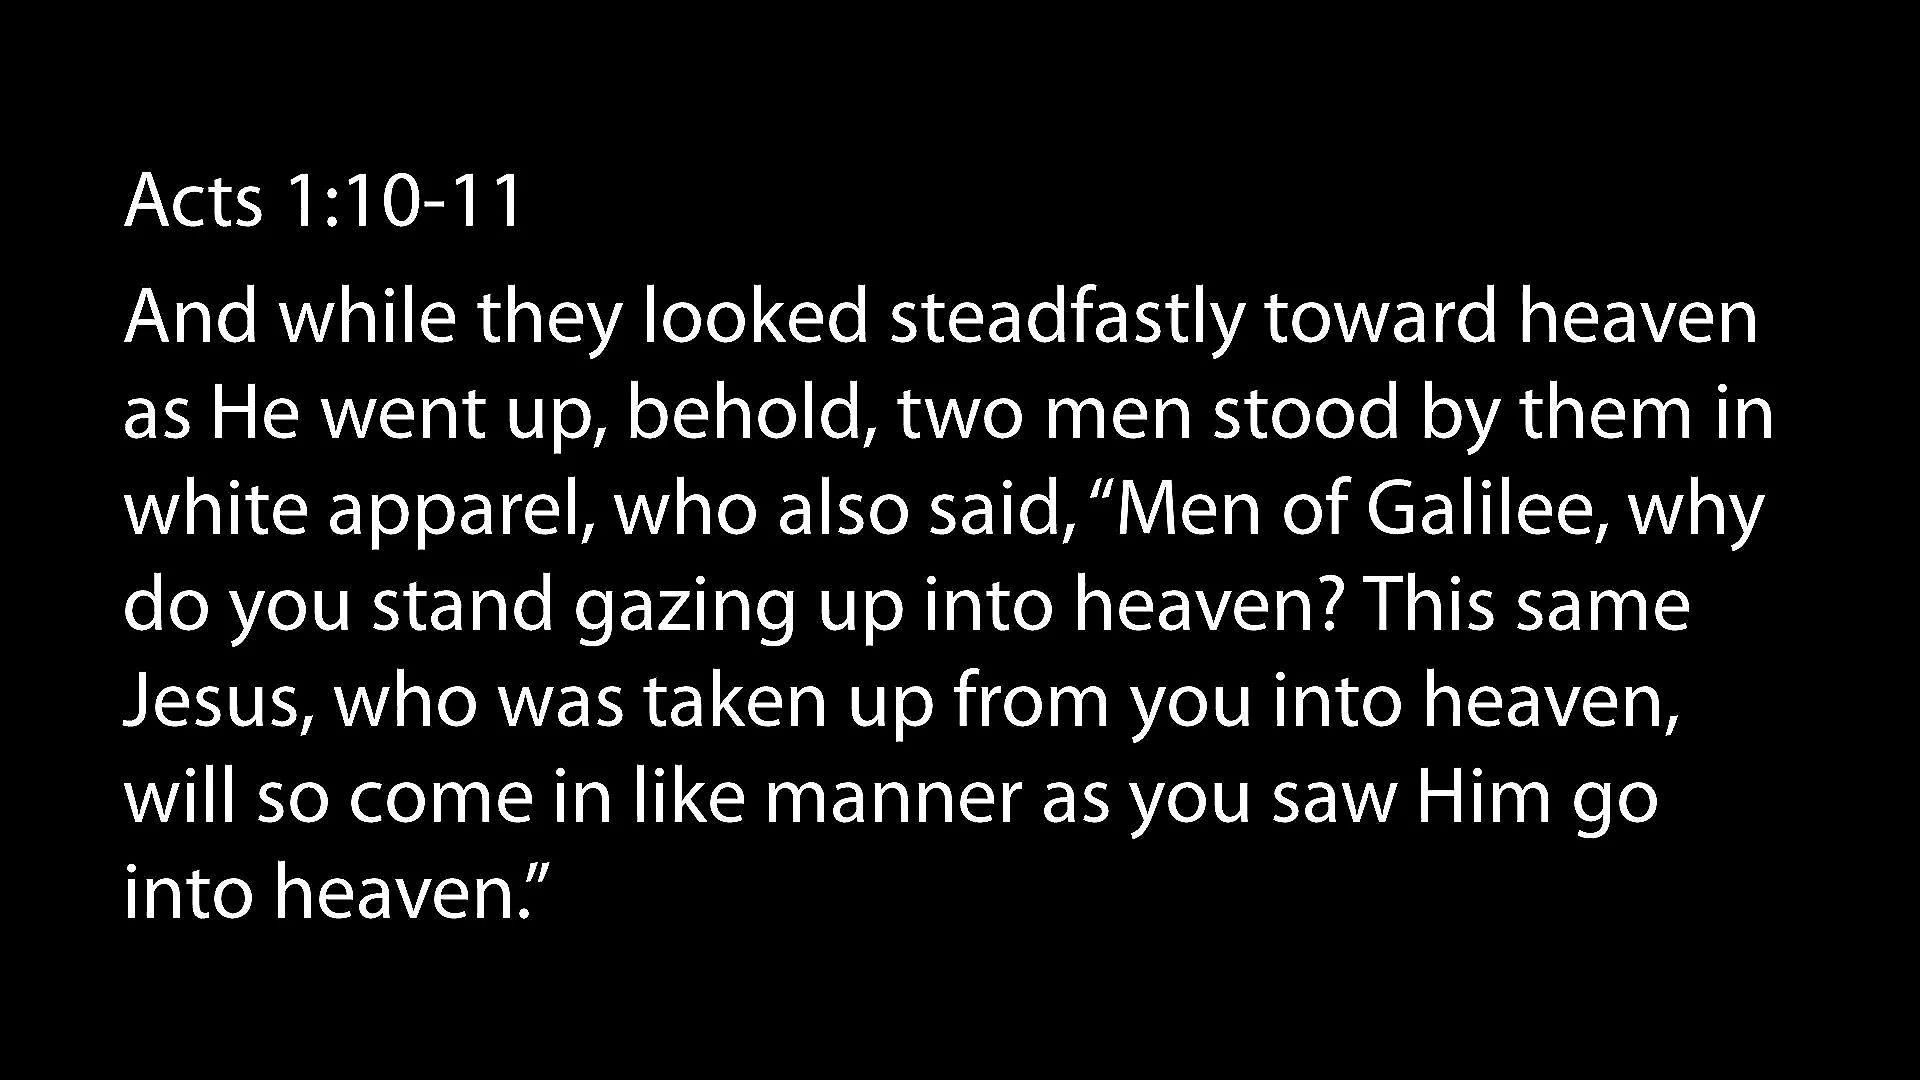 Acts 1:10-11
And while they looked steadfastly toward heaven
as He went up, behold, two men stood by them in
white apparel, who also said, “Men of Galilee, why
do you stand gazing up into heaven? This same
Jesus, who was taken up from you into heaven,
will so come in like manner as you saw Him go
into heaven.”